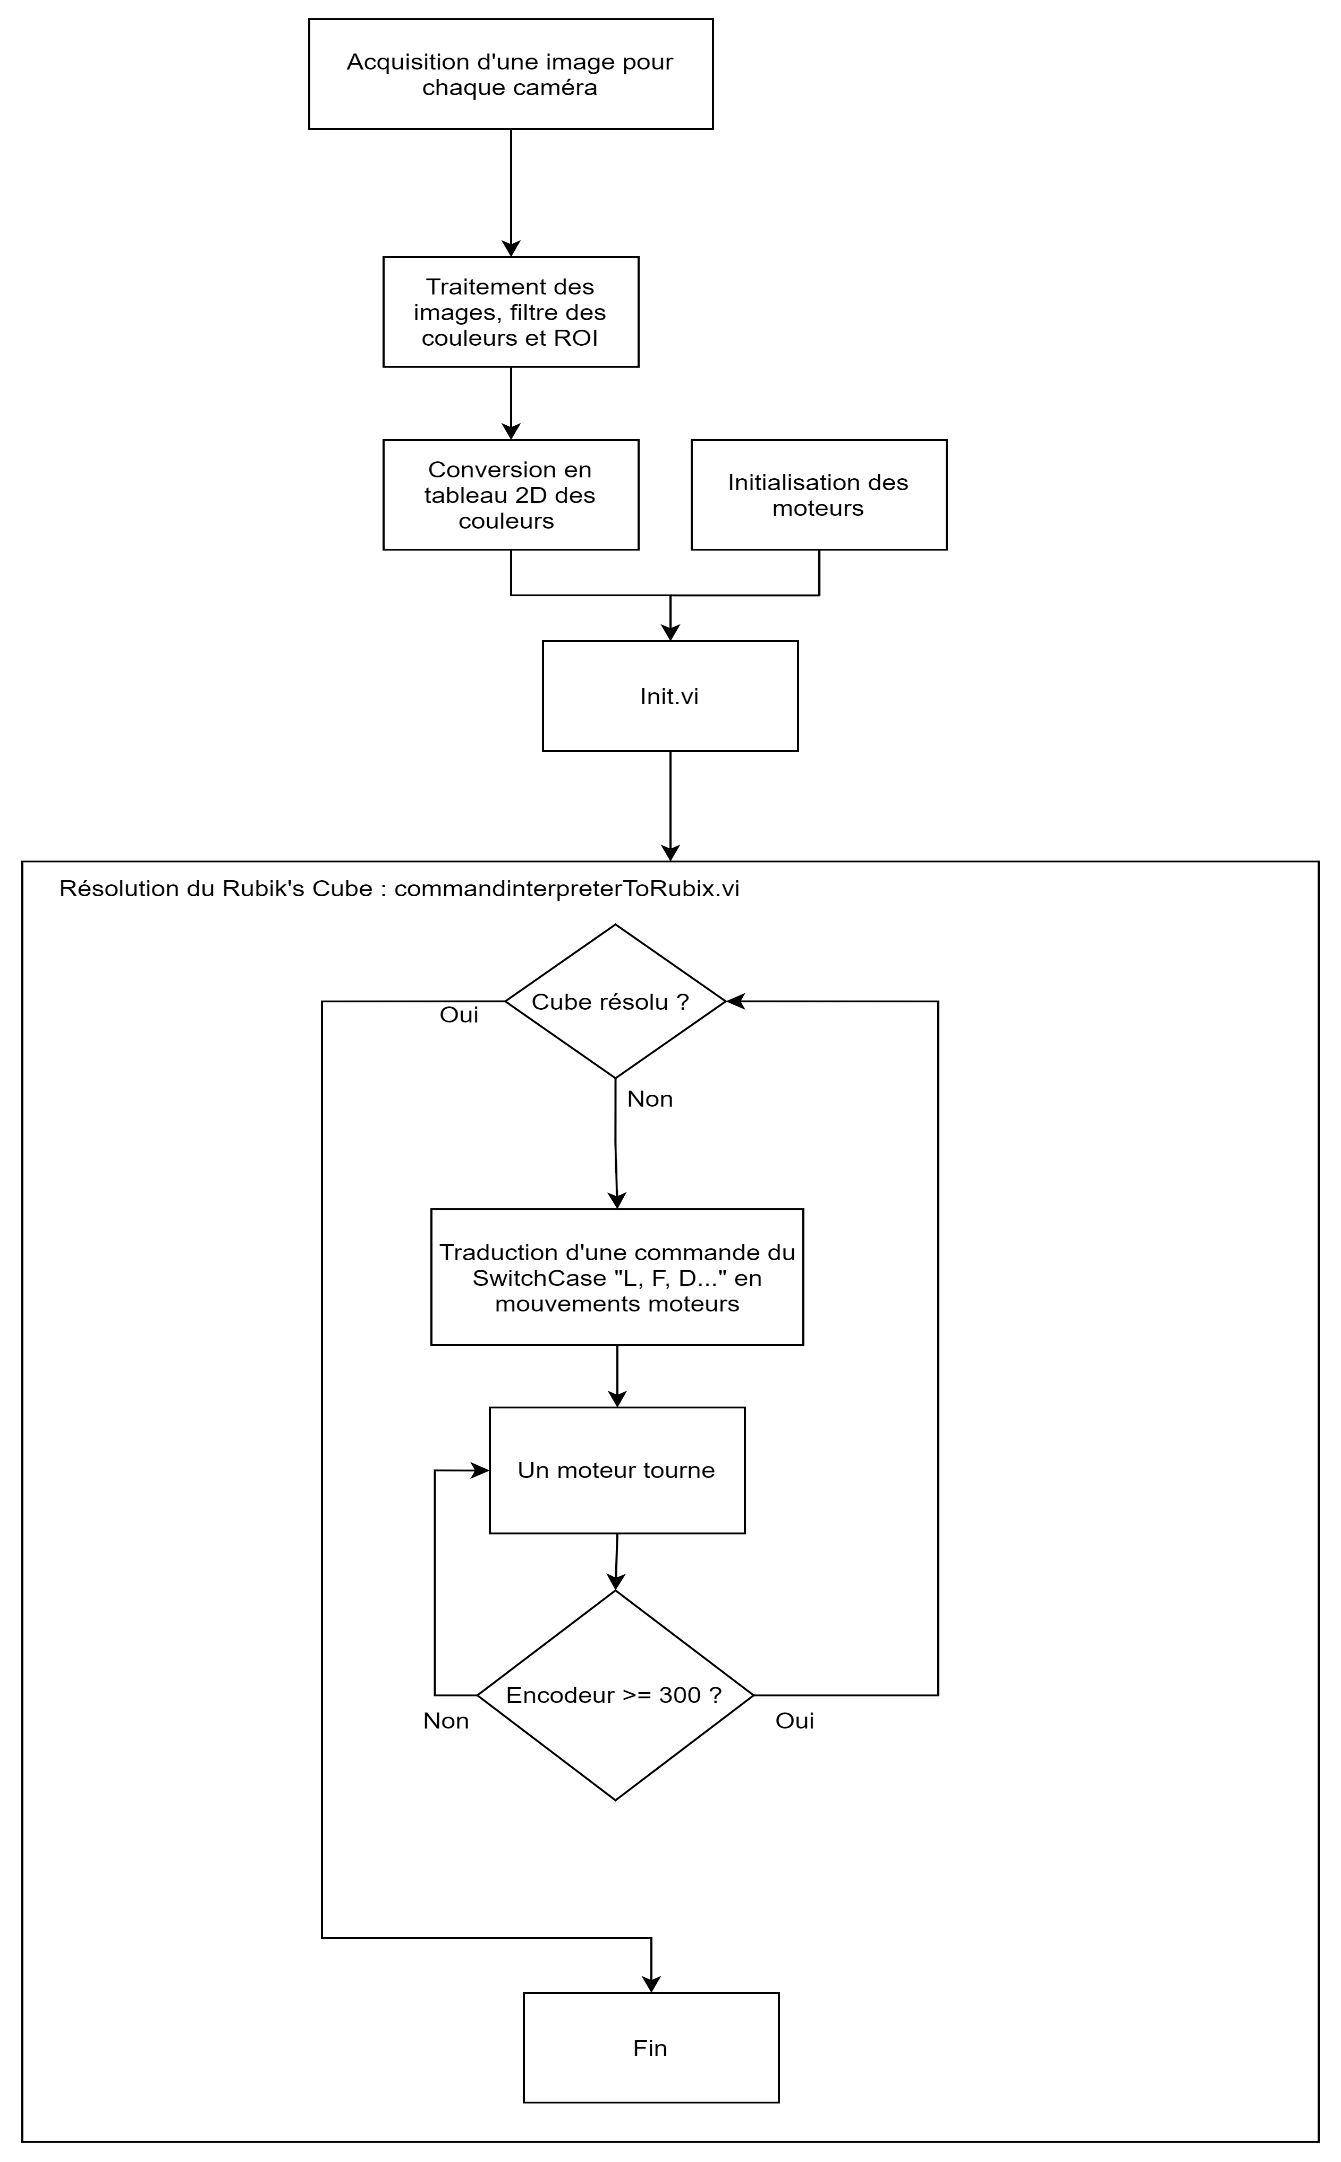 Acquisition d'une image pour
chaque caméra
Traitement des
images, filtre des
couleurs et ROI
Conversion en
tableau 2D des
couleurs
Initialisation des
moteurs
Init.vi
Résolution du Rubik's Cube : commandinterpreterToRubix.vi
Cube résolu ?
Oui
Non
Traduction d'une commande du
SwitchCase "L, F, D..." en
mouvements moteurs
Un moteur tourne
Encodeur >= 300 ?
Non
Oui
Fin